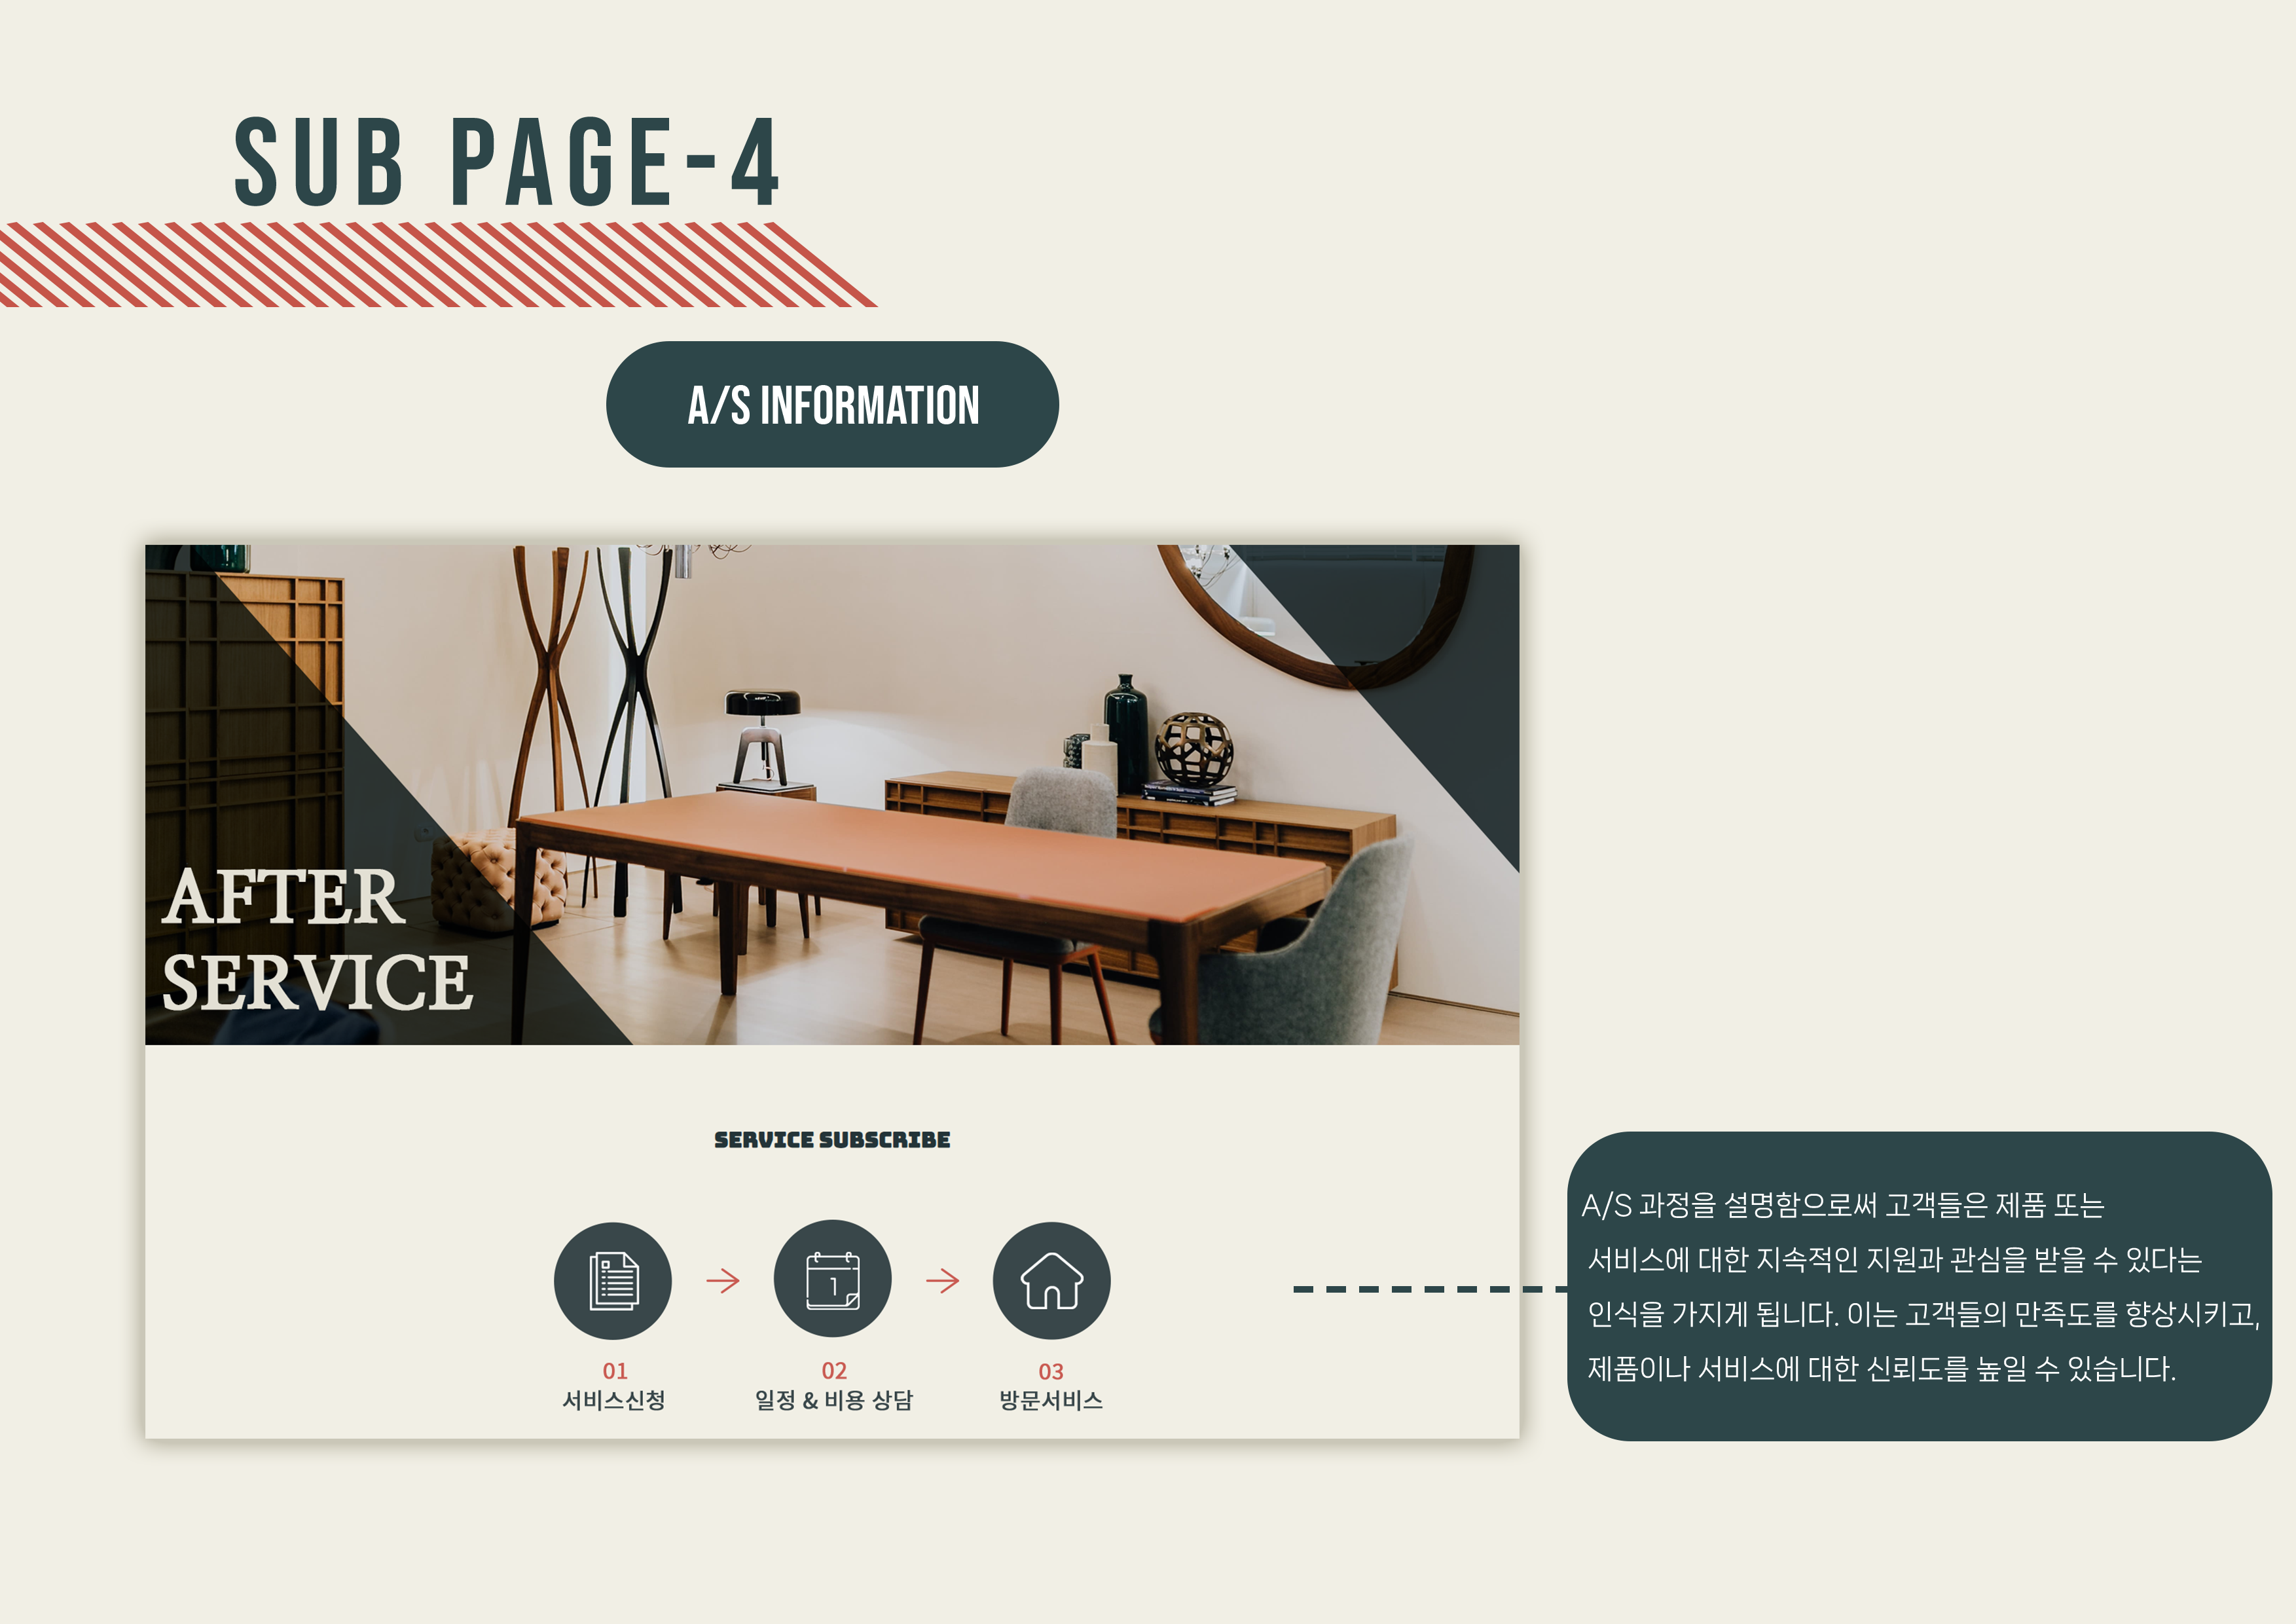 SUB PAGE-4
A/S INFORMATION
AFTER
SERVICE
SERVICE SUBSCRIBE
1
01
서비스신청
02
일정 & 비용 상담
03
방문서비스
A/S 과정을 설명함으로써 고객들은 제품 또는
서비스에 대한 지속적인 지원과 관심을 받을 수 있다는
인식을 가지게 됩니다. 이는 고객들의 만족도를 향상시키고,
제품이나 서비스에 대한 신뢰도를 높일 수 있습니다.